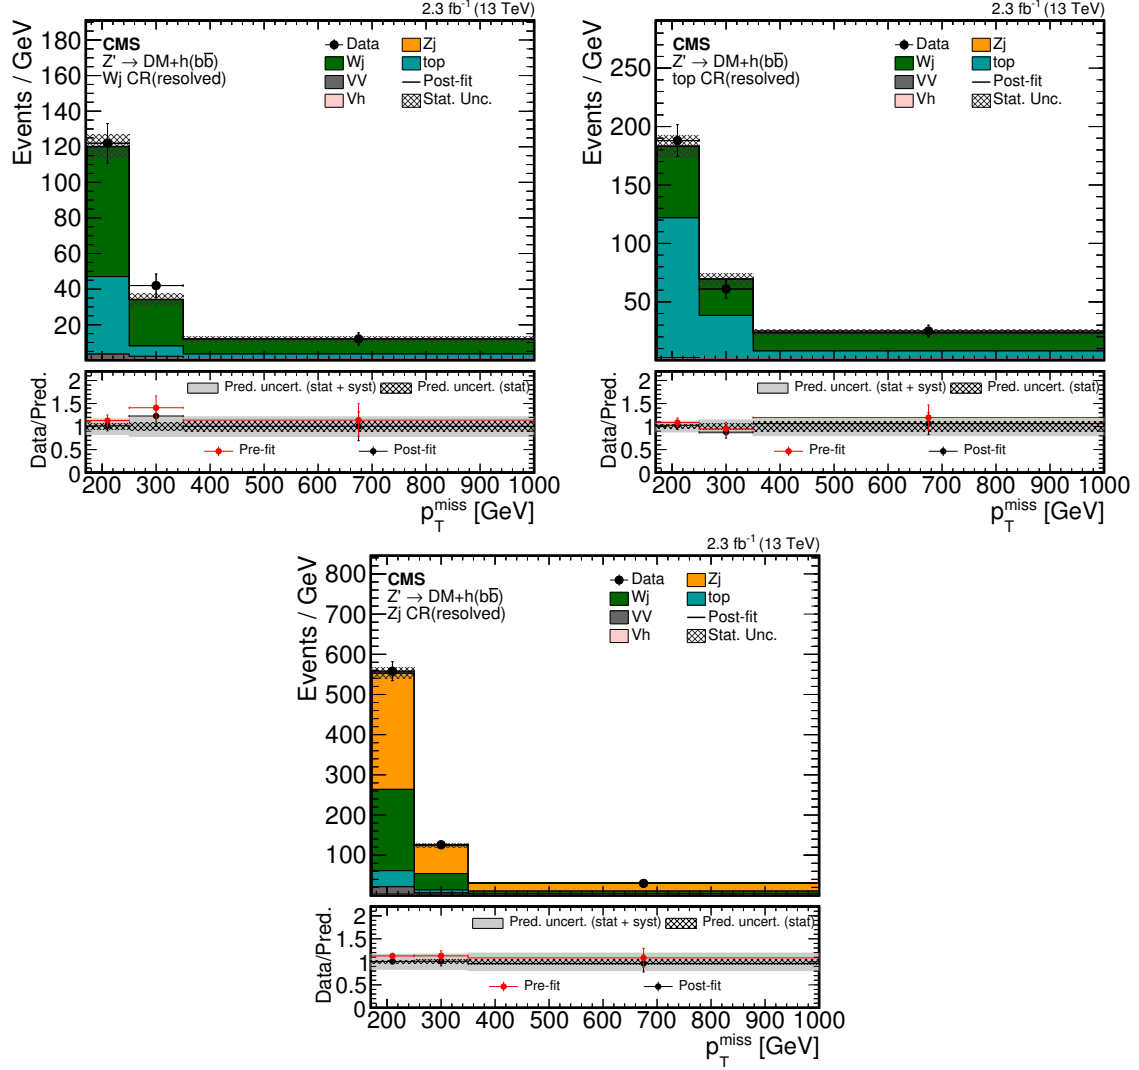 2.3 fb⁻¹ (13 TeV)
Events / GeV
180
160
140
120
100
80
60
40
20
CMS
Z' → DM+h(bb̅)
Wj CR(resolved)
Data
Zj
Wj
top
VV
Post-fit
Vh
Stat. Unc.
Data/Pred.
2
1.5
1
0.5
0
Pred. uncert. (stat + syst)
Pred. uncert. (stat)
Pre-fit
Post-fit
200 300 400 500 600 700 800 900 1000
p_T^miss [GeV]
2.3 fb⁻¹ (13 TeV)
Events / GeV
250
200
150
100
50
CMS
Z' → DM+h(bb̅)
top CR(resolved)
Data
Zj
Wj
top
VV
Post-fit
Vh
Stat. Unc.
Data/Pred.
2
1.5
1
0.5
0
Pred. uncert. (stat + syst)
Pred. uncert. (stat)
Pre-fit
Post-fit
200 300 400 500 600 700 800 900 1000
p_T^miss [GeV]
2.3 fb⁻¹ (13 TeV)
Events / GeV
800
700
600
500
400
300
200
100
CMS
Z' → DM+h(bb̅)
Zj CR(resolved)
Data
Zj
Wj
top
VV
Post-fit
Vh
Stat. Unc.
Data/Pred.
2
1.5
1
0.5
0
Pred. uncert. (stat + syst)
Pred. uncert. (stat)
Pre-fit
Post-fit
200 300 400 500 600 700 800 900 1000
p_T^miss [GeV]